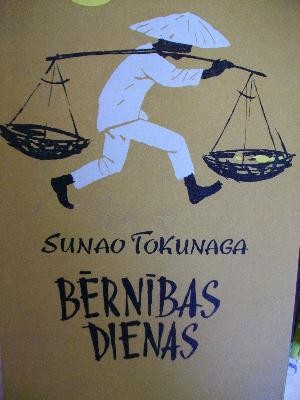 SUNAO TOKUNAGA
BĒRNĪBAS
DIENAS